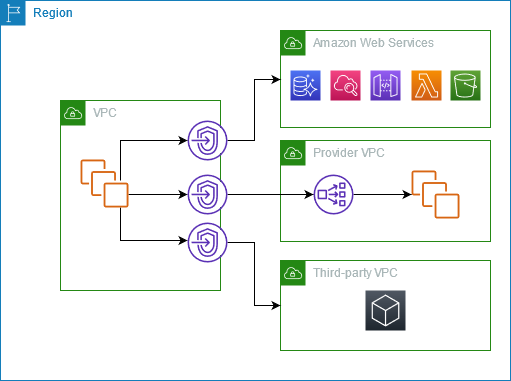 Region
Amazon Web Services
VPC
Provider VPC
Third-party VPC